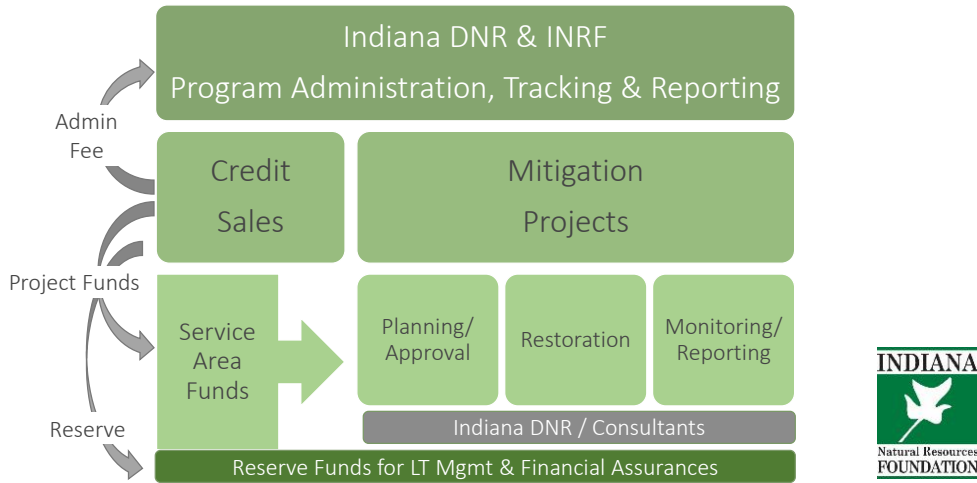 Indiana DNR & INRF
Program Administration, Tracking & Reporting
Admin
Fee
Credit
Sales
Mitigation
Projects
Project Funds
Service
Area
Funds
Planning/
Approval
Restoration
Monitoring/
Reporting
Reserve
Indiana DNR / Consultants
Reserve Funds for LT Mgmt & Financial Assurances
INDIANA
Natural Resources
FOUNDATION